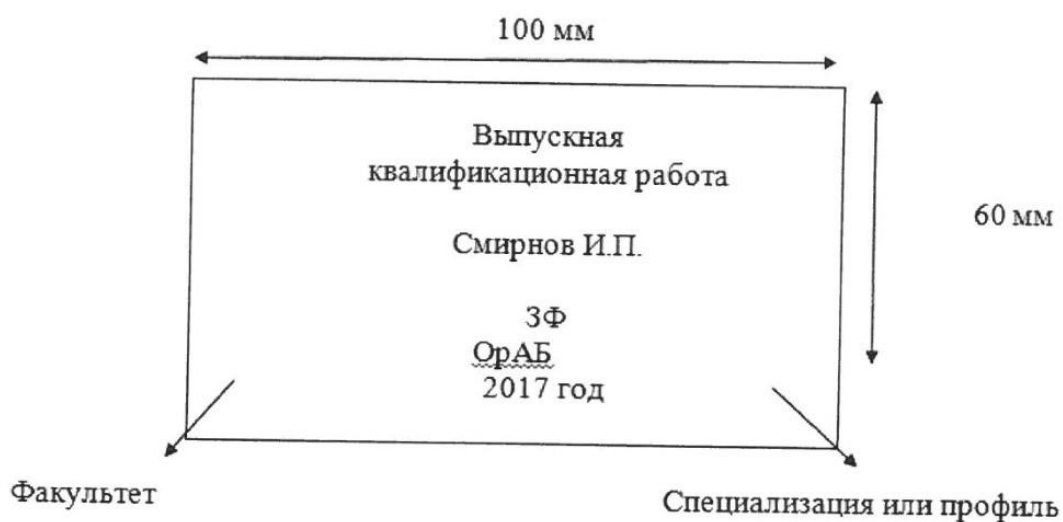 100 мм
Выпускная
квалификационная работа
60 мм
Смирнов И.П.
ЗФ
ОрАБ
2017 год
Факультет
Специализация или профиль